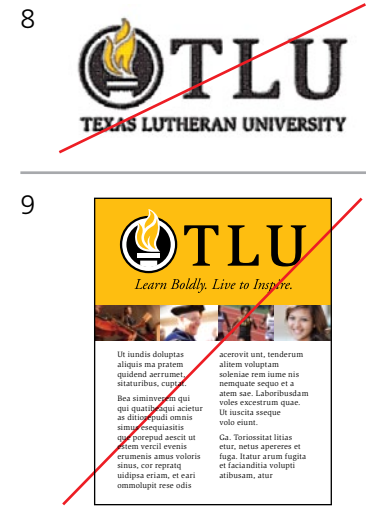 8
TLU
TEXAS LUTHERAN UNIVERSITY
9
TLU
Learn Boldly. Live to Inspire.
Ut iundis doluptas
aliquis ma pratem
quidend aerrumet,
sitaturibus, cuptat.
Bea siminverem qui
qui quatibeaqui acietur
as ditiorepudi omnis
simus esequiasitis
que porepud aescit ut
estem vercil evenis
erumenis amus voloris
sinus, cor repratq
uidipsa eriam, et eari
ommolupit rese odis
acerovit unt, tenderum
alitem voluptam
soleniae rem iume nis
nemquate sequo et a
atem sae. Laboribusdam
voles excestrum quae.
Ut iuscita sseque
volo eiunt.
Ga. Toriossitat litias
etur, netus apereres et
fuga. Itatur arum fugita
et facianditia volupti
atibusam, atur